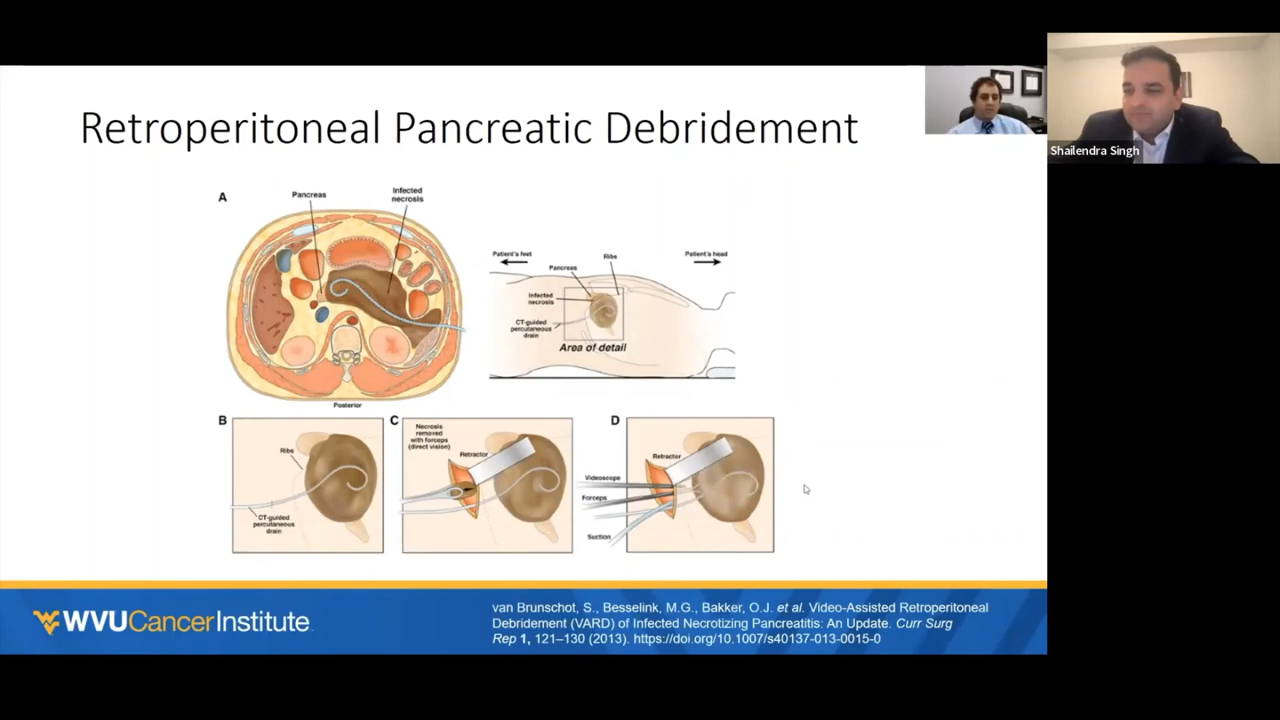 Retroperitoneal Pancreatic Debridement
Shailendra Singh
A
Pancreas
Infected
necrosis
Posterior
Patient's feet
Patient's head
Pancreas
Ribs
Infected
necrosis
CT-guided
percutaneous
drain
Area of detail
B
Ribs
CT-guided
percutaneous
drain
C
Necrosis
removed
with forceps
(direct vision)
Retractor
D
Retractor
Videoscope
Forceps
Suction
WVUCancerInstitute
van Brunschot, S., Besselink, M.G., Bakker, O.J. et al. Video-Assisted Retroperitoneal
Debridement (VARD) of Infected Necrotizing Pancreatitis: An Update. Curr Surg
Rep 1, 121–130 (2013). https://doi.org/10.1007/s40137-013-0015-0